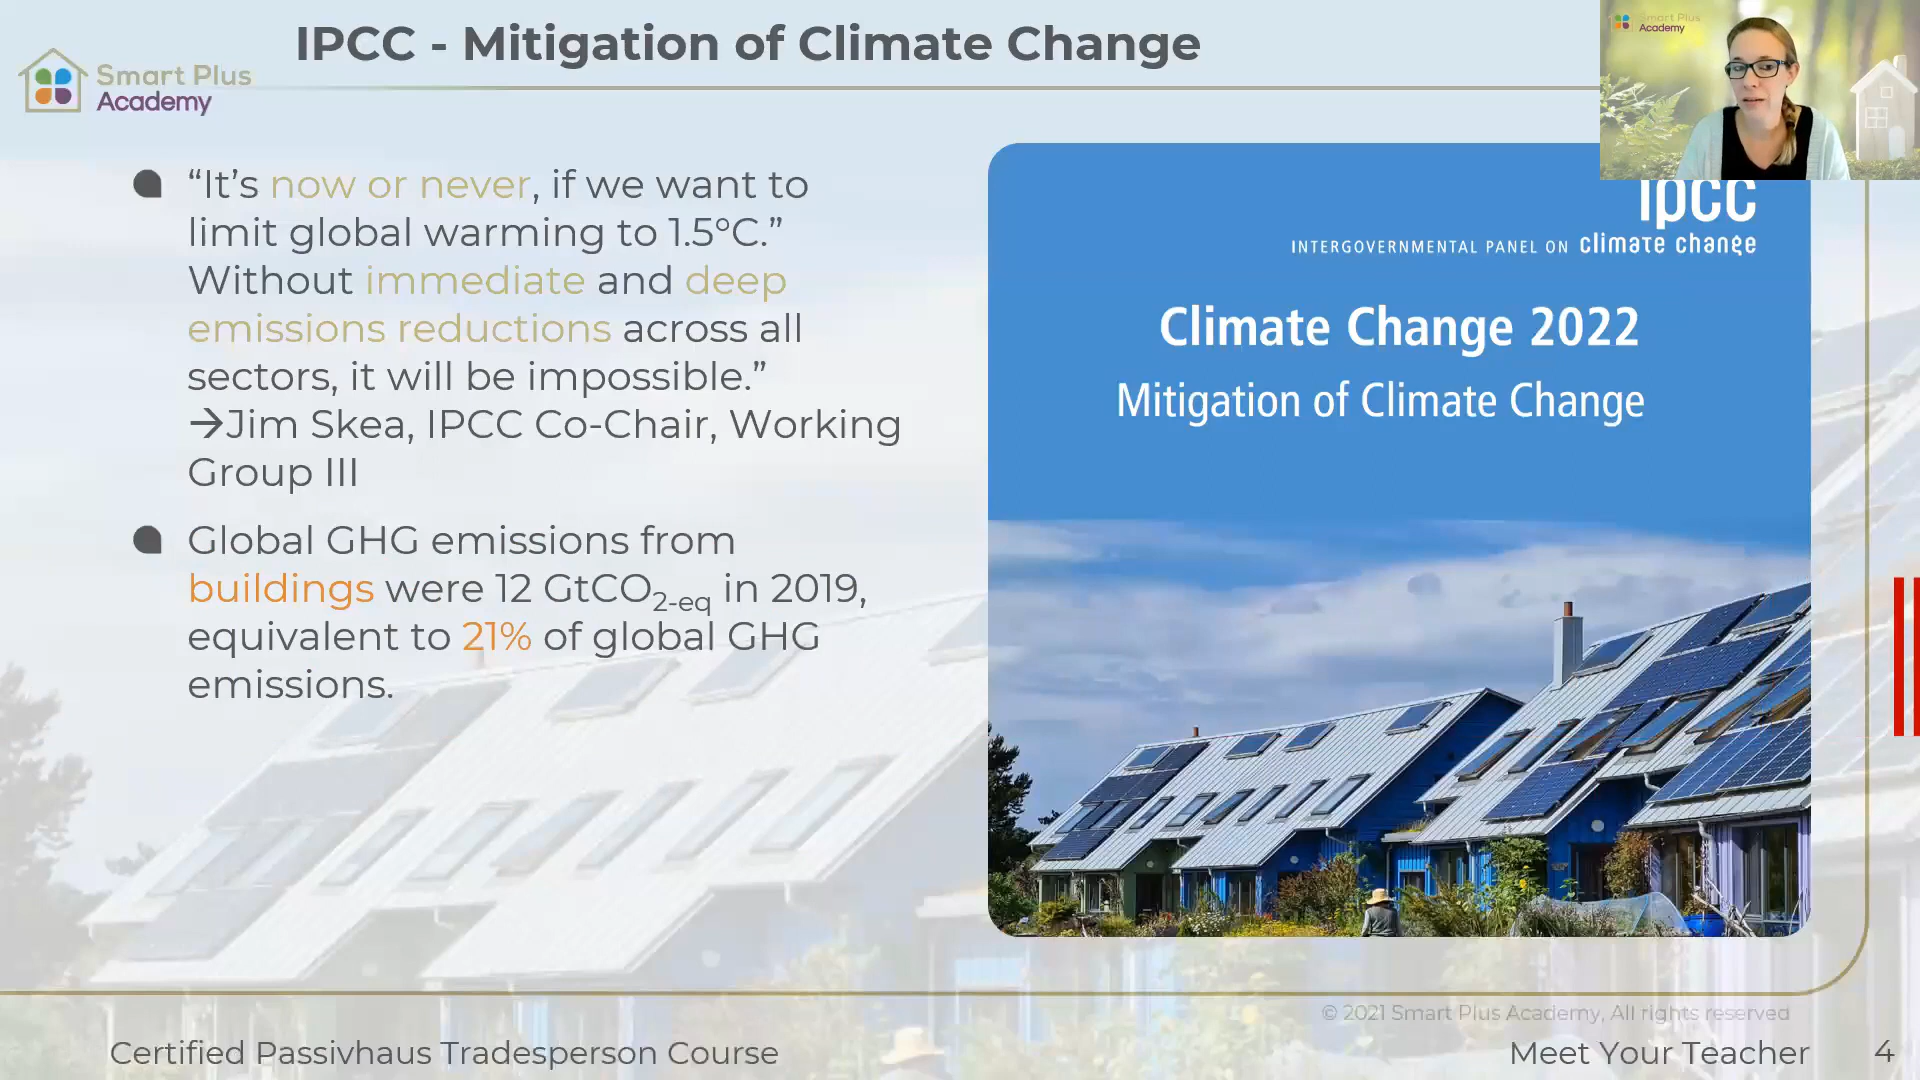 IPCC - Mitigation of Climate Change
Smart Plus
Academy
Smart Plus
Academy
“It’s now or never, if we want to
limit global warming to 1.5°C.”
Without immediate and deep
emissions reductions across all
sectors, it will be impossible.”
→Jim Skea, IPCC Co-Chair, Working
Group III
Global GHG emissions from
buildings were 12 GtCO2-eq in 2019,
equivalent to 21% of global GHG
emissions.
ipcc
INTERGOVERNMENTAL PANEL ON climate change
Climate Change 2022
Mitigation of Climate Change
© 2021 Smart Plus Academy, All rights reserved
Certified Passivhaus Tradesperson Course
Meet Your Teacher
4